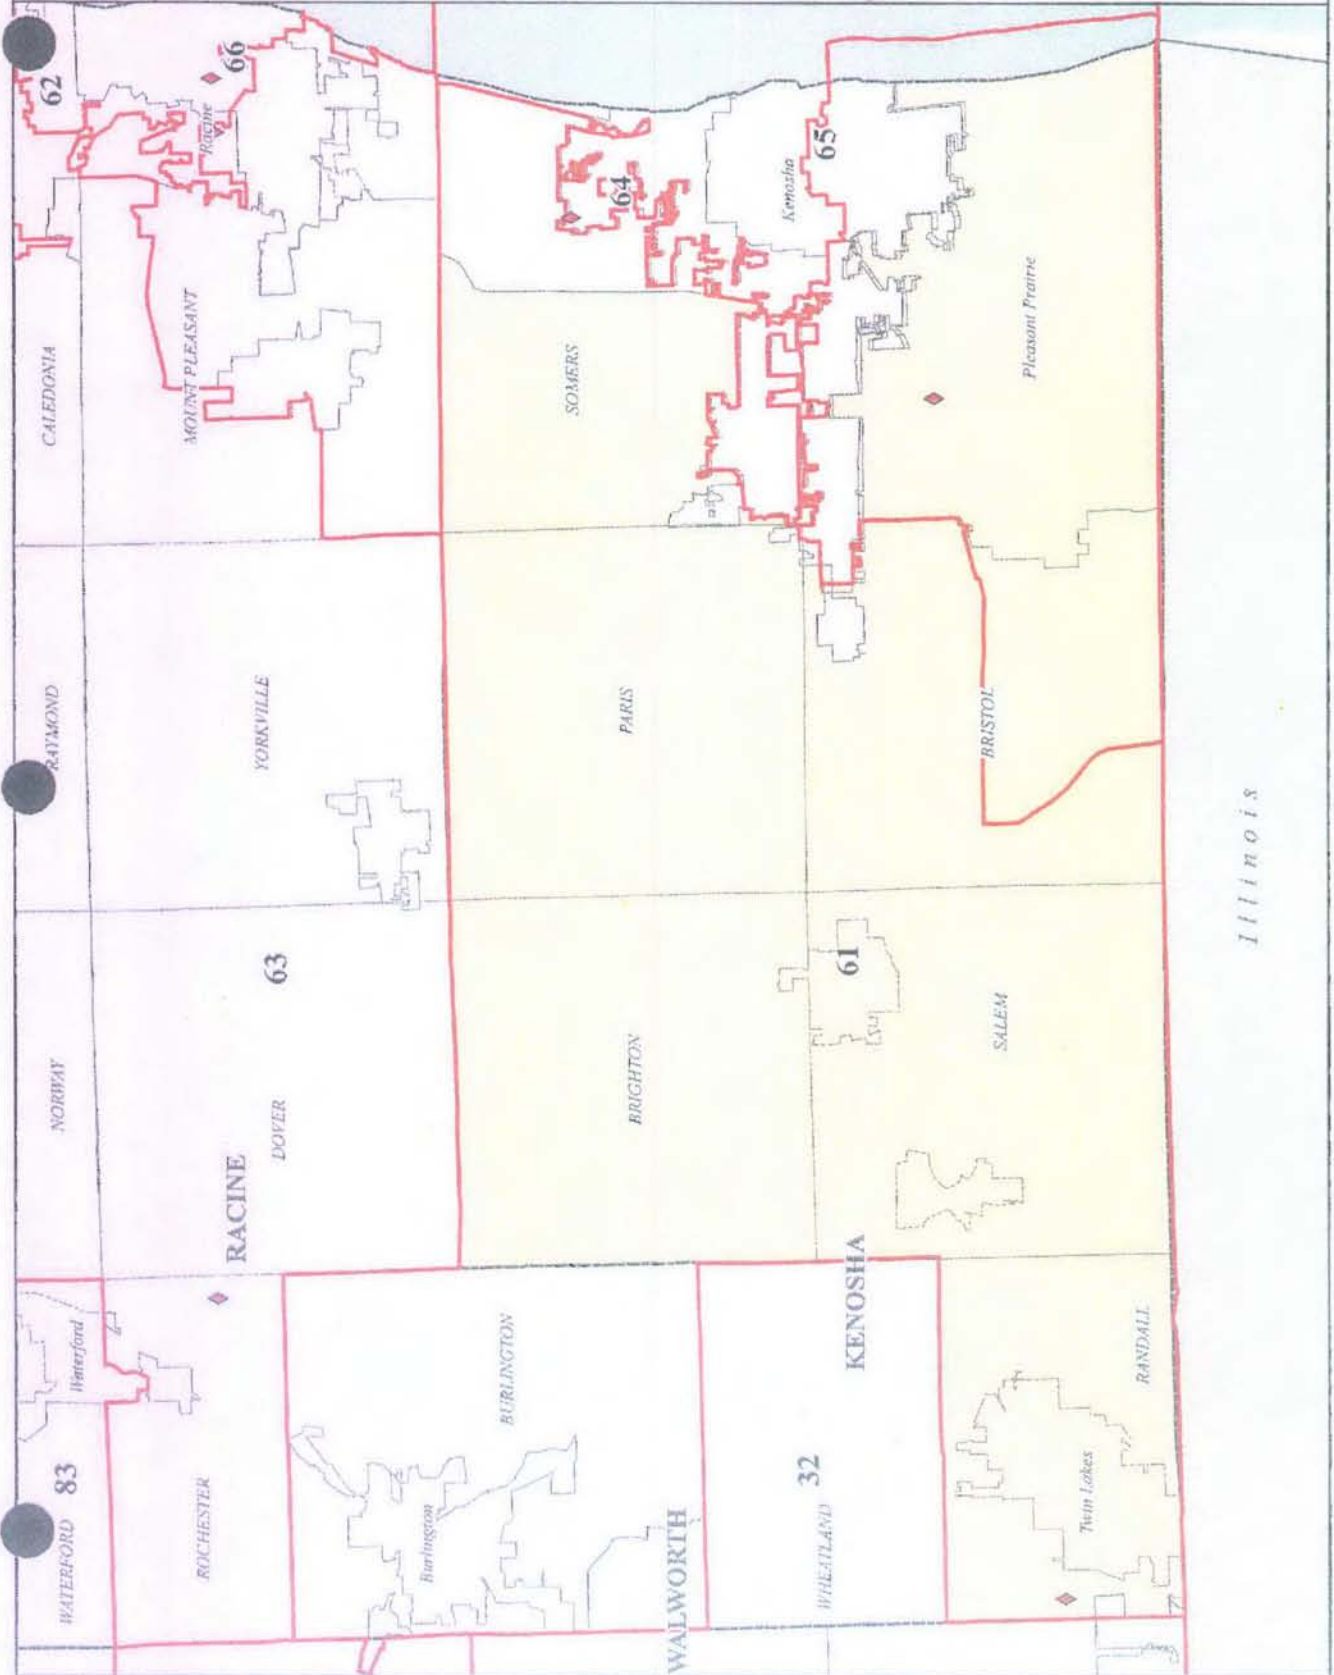 WATERFORD
83
Waterford
NORWAY
RAYMOND
CALEDONIA
62
66
Racine
MOUNT PLEASANT
YORKVILLE
63
DOVER
RACINE
ROCHESTER
Burlington
BURLINGTON
WALWORTH
BRIGHTON
PARIS
SOMERS
64
65
Kenosha
Pleasant Prairie
BRISTOL
61
SALEM
KENOSHA
32
WHEATLAND
Twin Lakes
RANDALL
Illinois